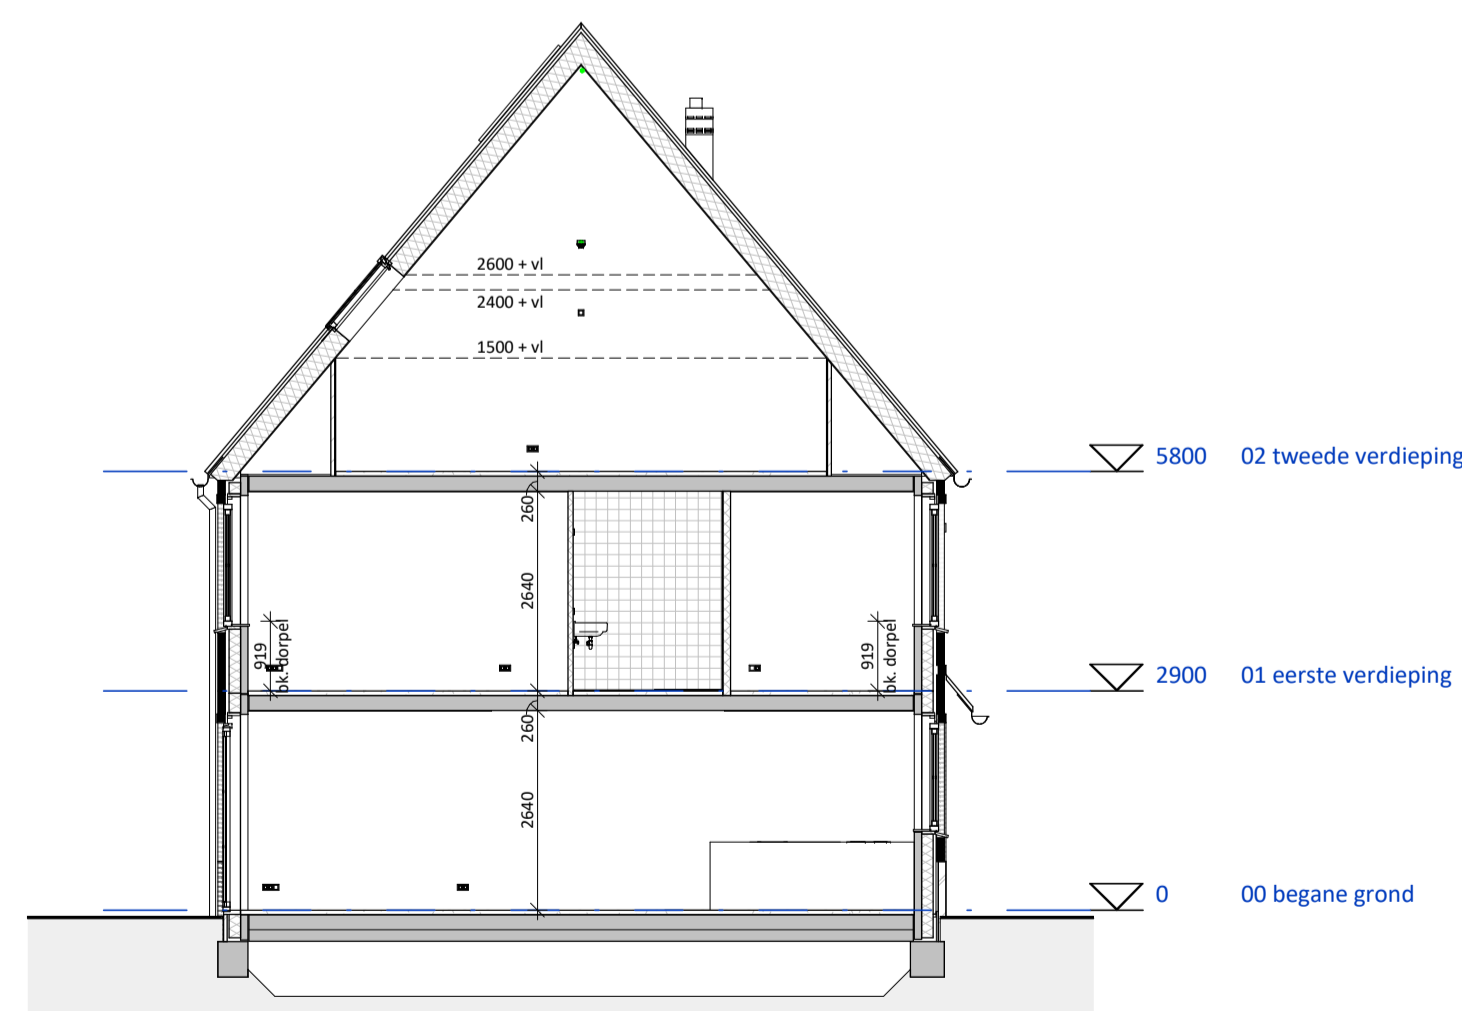 2600 + vl
2400 + vl
1500 + vl
5800 02 tweede verdieping
260
2640
919
bk. dorpel
919
bk. dorpel
2900 01 eerste verdieping
260
2640
0 00 begane grond